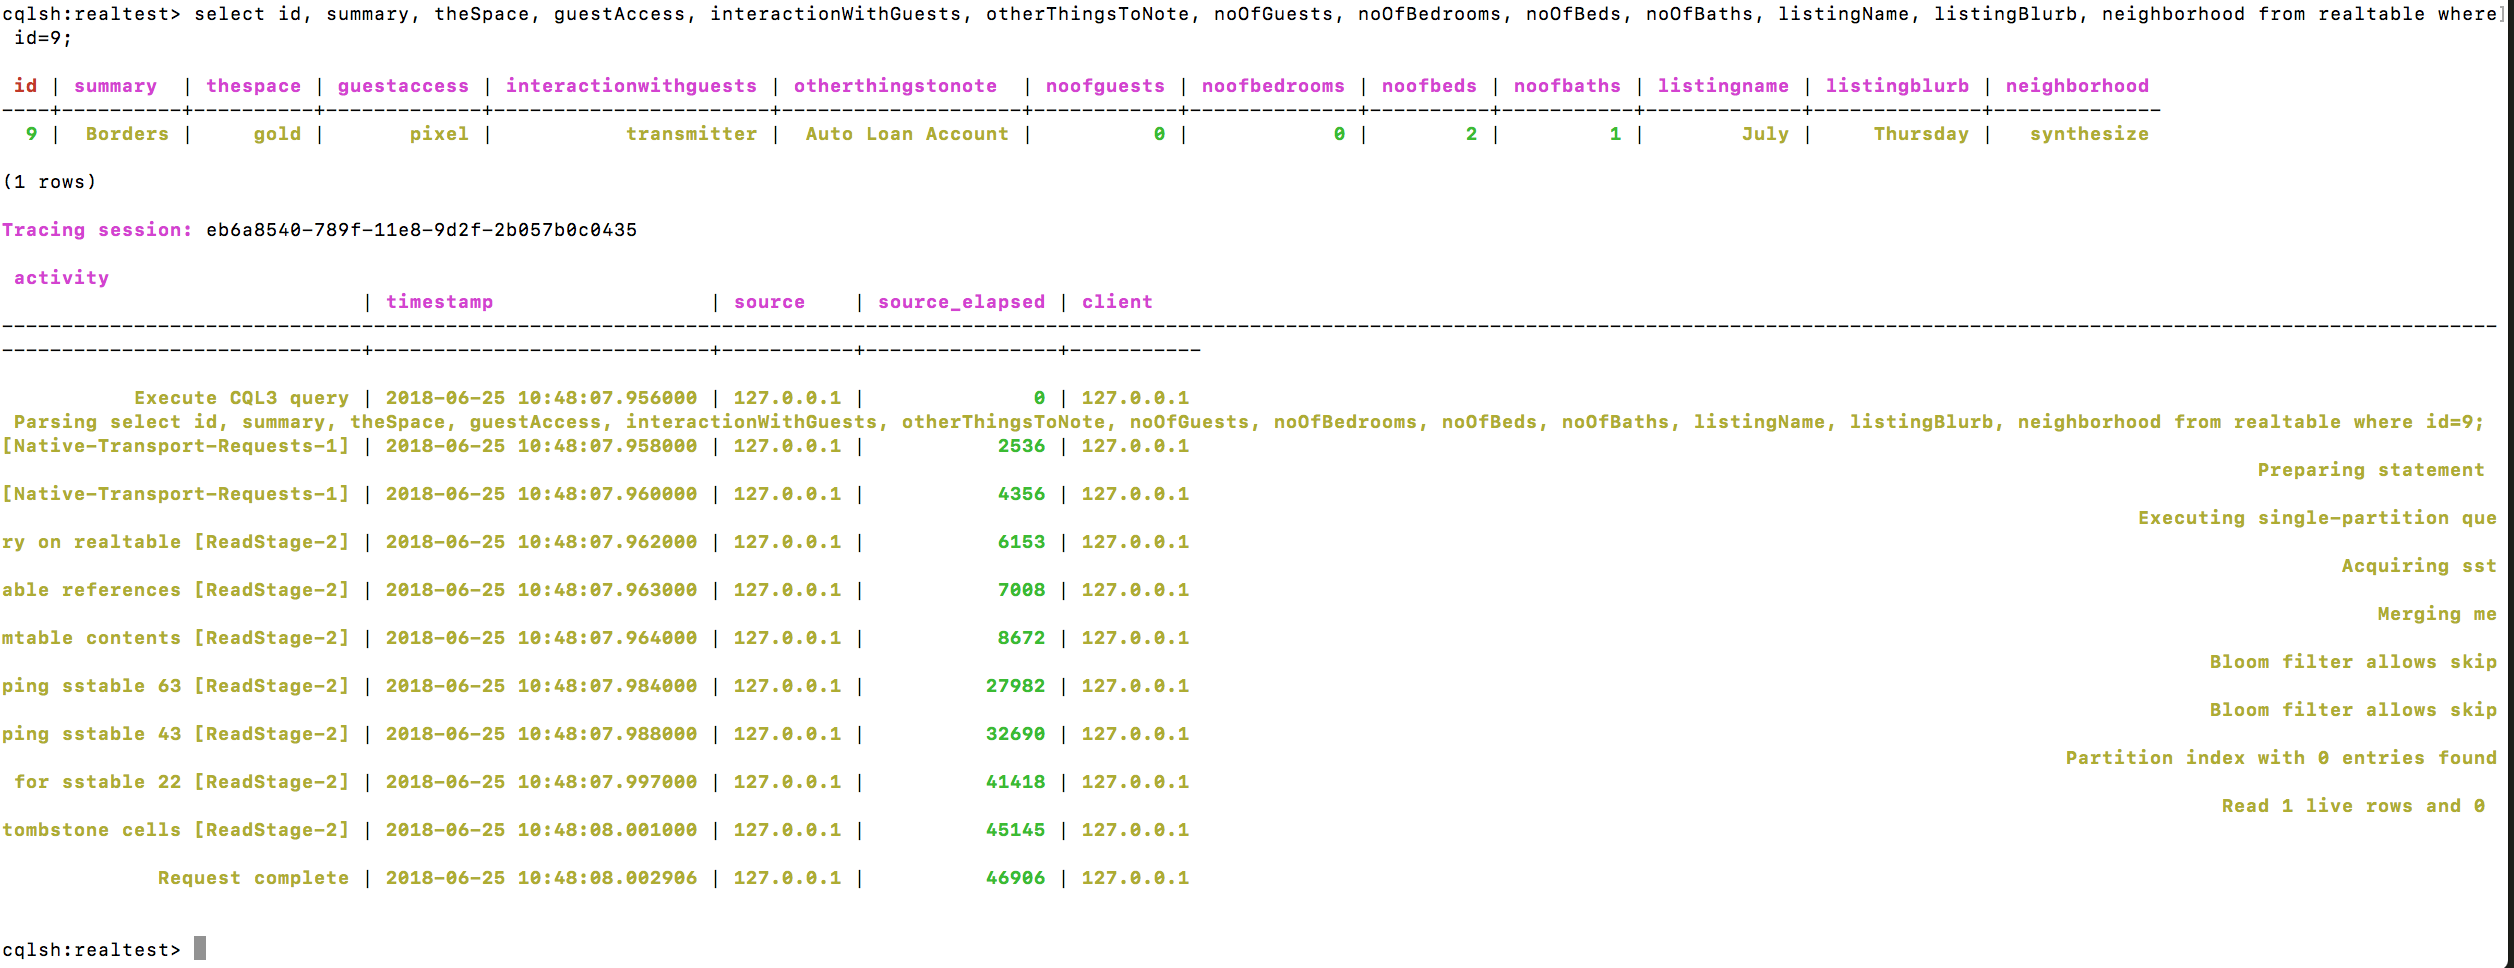 cqlsh:realtest> select id, summary, theSpace, guestAccess, interactionWithGuests, otherThingsToNote, noOfGuests, noOfBedrooms, noOfBeds, noOfBaths, listingName, listingBlurb, neighborhood from realtable where]
 id=9;
 id | summary  | thespace | guestaccess | interactionwithguests | otherthingstonote  | noofguests | noofbedrooms | noofbeds | noofbaths | listingname | listingblurb | neighborhood
----+----------+----------+-------------+-----------------------+--------------------+------------+--------------+----------+-----------+-------------+--------------+--------------
  9 |  Borders |     gold |       pixel |           transmitter |  Auto Loan Account |          0 |            0 |        2 |         1 |        July |     Thursday |   synthesize
(1 rows)
Tracing session: eb6a8540-789f-11e8-9d2f-2b057b0c0435
 activity
                              | timestamp                  | source    | source_elapsed | client
----------------------------------------------------------------------------------------------------------------------------------------------------------------------------------------------------------------
------------------------------+----------------------------+-----------+----------------+-----------
           Execute CQL3 query | 2018-06-25 10:48:07.956000 | 127.0.0.1 |              0 | 127.0.0.1
 Parsing select id, summary, theSpace, guestAccess, interactionWithGuests, otherThingsToNote, noOfGuests, noOfBedrooms, noOfBeds, noOfBaths, listingName, listingBlurb, neighborhood from realtable where id=9;
[Native-Transport-Requests-1] | 2018-06-25 10:48:07.958000 | 127.0.0.1 |           2536 | 127.0.0.1
Preparing statement
[Native-Transport-Requests-1] | 2018-06-25 10:48:07.960000 | 127.0.0.1 |           4356 | 127.0.0.1
Executing single-partition que
ry on realtable [ReadStage-2] | 2018-06-25 10:48:07.962000 | 127.0.0.1 |           6153 | 127.0.0.1
Acquiring sst
able references [ReadStage-2] | 2018-06-25 10:48:07.963000 | 127.0.0.1 |           7008 | 127.0.0.1
Merging me
mtable contents [ReadStage-2] | 2018-06-25 10:48:07.964000 | 127.0.0.1 |           8672 | 127.0.0.1
Bloom filter allows skip
ping sstable 63 [ReadStage-2] | 2018-06-25 10:48:07.984000 | 127.0.0.1 |          27982 | 127.0.0.1
Bloom filter allows skip
ping sstable 43 [ReadStage-2] | 2018-06-25 10:48:07.988000 | 127.0.0.1 |          32690 | 127.0.0.1
Partition index with 0 entries found
 for sstable 22 [ReadStage-2] | 2018-06-25 10:48:07.997000 | 127.0.0.1 |          41418 | 127.0.0.1
Read 1 live rows and 0
tombstone cells [ReadStage-2] | 2018-06-25 10:48:08.001000 | 127.0.0.1 |          45145 | 127.0.0.1
             Request complete | 2018-06-25 10:48:08.002906 | 127.0.0.1 |          46906 | 127.0.0.1
cqlsh:realtest>